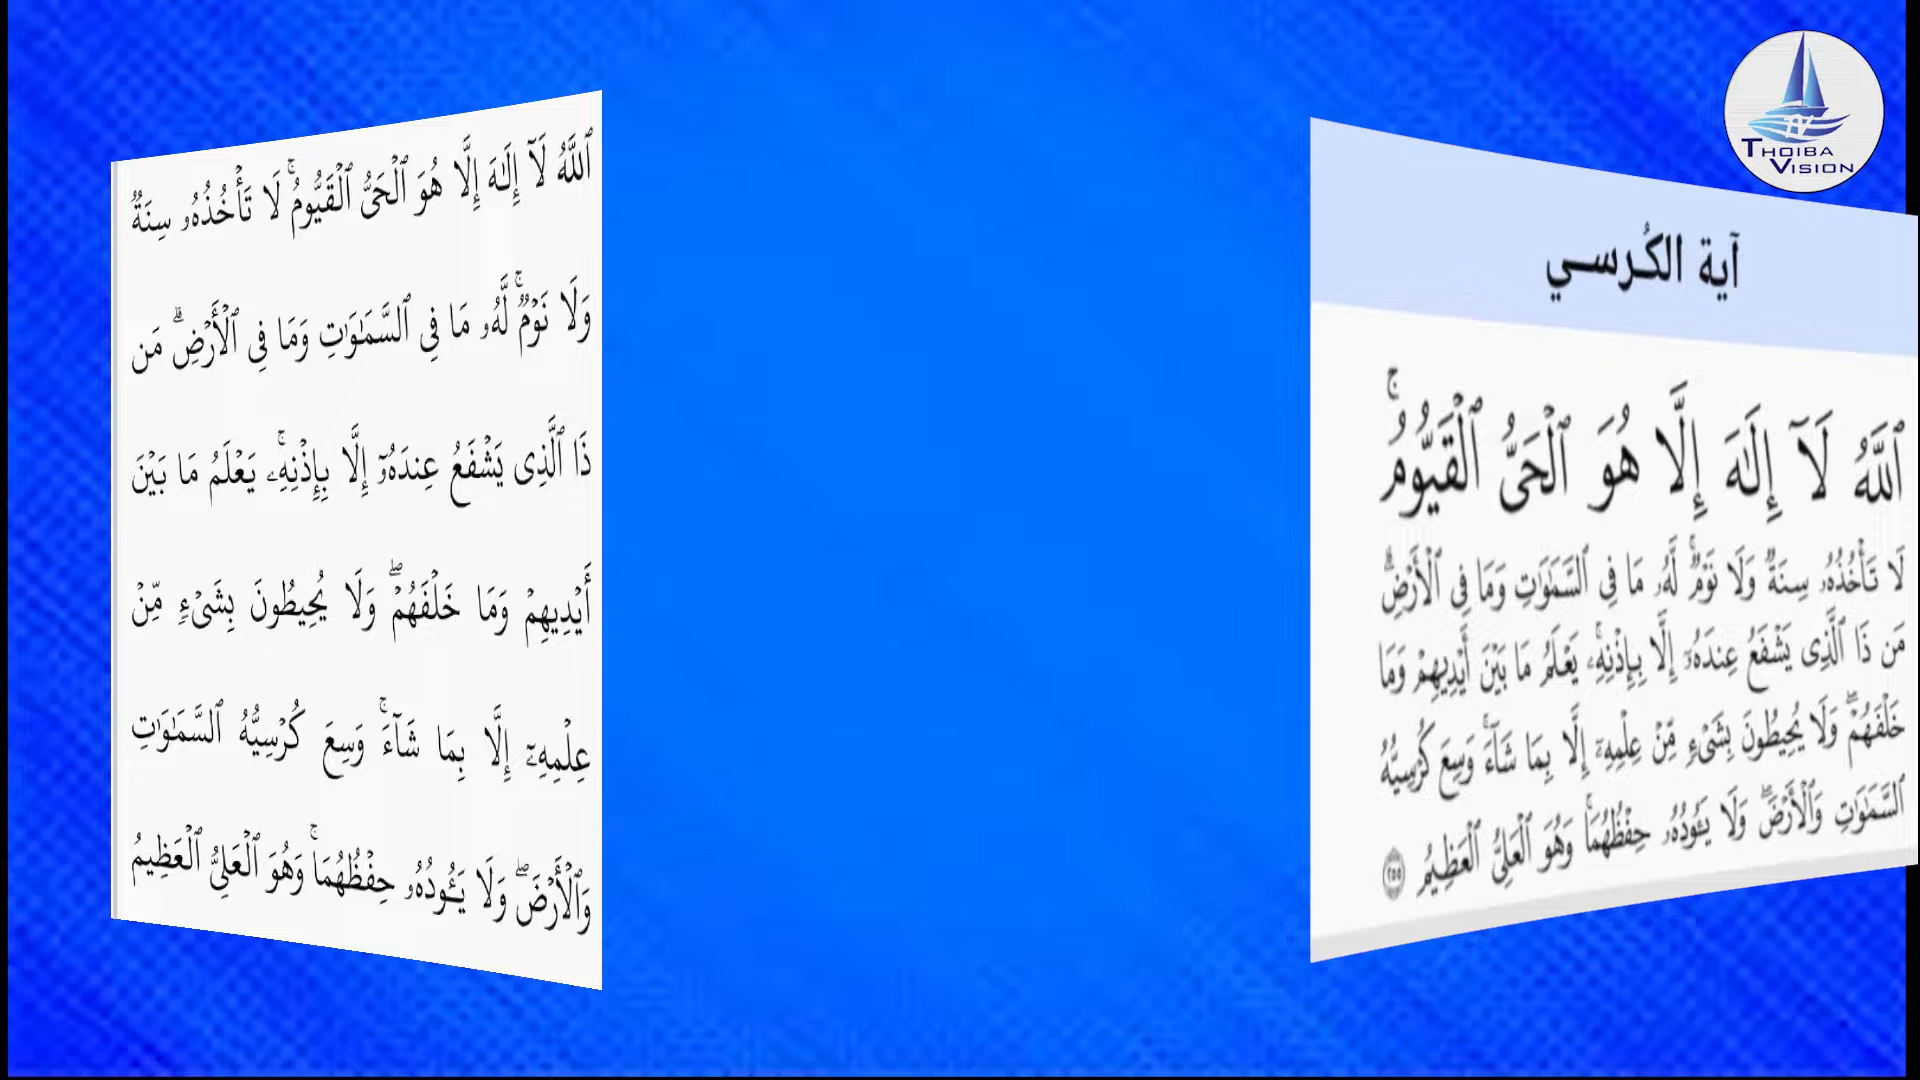 ٱللَّهُ لَآ إِلَٰهَ إِلَّا هُوَ ٱلْحَىُّ ٱلْقَيُّومُ ۚ لَا تَأْخُذُهُۥ سِنَةٌ
وَلَا نَوْمٌ ۚ لَّهُۥ مَا فِى ٱلسَّمَٰوَٰتِ وَمَا فِى ٱلْأَرْضِ ۗ مَن
ذَا ٱلَّذِى يَشْفَعُ عِندَهُۥٓ إِلَّا بِإِذْنِهِۦ ۚ يَعْلَمُ مَا بَيْنَ
أَيْدِيهِمْ وَمَا خَلْفَهُمْ ۖ وَلَا يُحِيطُونَ بِشَىْءٍ مِّنْ
عِلْمِهِۦٓ إِلَّا بِمَا شَآءَ ۚ وَسِعَ كُرْسِيُّهُ ٱلسَّمَٰوَٰتِ
وَٱلْأَرْضَ ۖ وَلَا يَـُٔودُهُۥ حِفْظُهُمَا ۚ وَهُوَ ٱلْعَلِىُّ ٱلْعَظِيمُ
آية الكُرسي
ٱللَّهُ لَآ إِلَٰهَ إِلَّا هُوَ ٱلْحَىُّ ٱلْقَيُّومُ ۚ
لَا تَأْخُذُهُۥ سِنَةٌ وَلَا نَوْمٌ ۚ لَّهُۥ مَا فِى ٱلسَّمَٰوَٰتِ وَمَا فِى ٱلْأَرْضِ ۗ
مَن ذَا ٱلَّذِى يَشْفَعُ عِندَهُۥٓ إِلَّا بِإِذْنِهِۦ ۚ يَعْلَمُ مَا بَيْنَ أَيْدِيهِمْ وَمَا
خَلْفَهُمْ ۖ وَلَا يُحِيطُونَ بِشَىْءٍ مِّنْ عِلْمِهِۦٓ إِلَّا بِمَا شَآءَ ۚ وَسِعَ كُرْسِيُّهُ
ٱلسَّمَٰوَٰتِ وَٱلْأَرْضَ ۖ وَلَا يَـُٔودُهُۥ حِفْظُهُمَا ۚ وَهُوَ ٱلْعَلِىُّ ٱلْعَظِيمُ ٢٥٥
TV
THOIBA
VISION